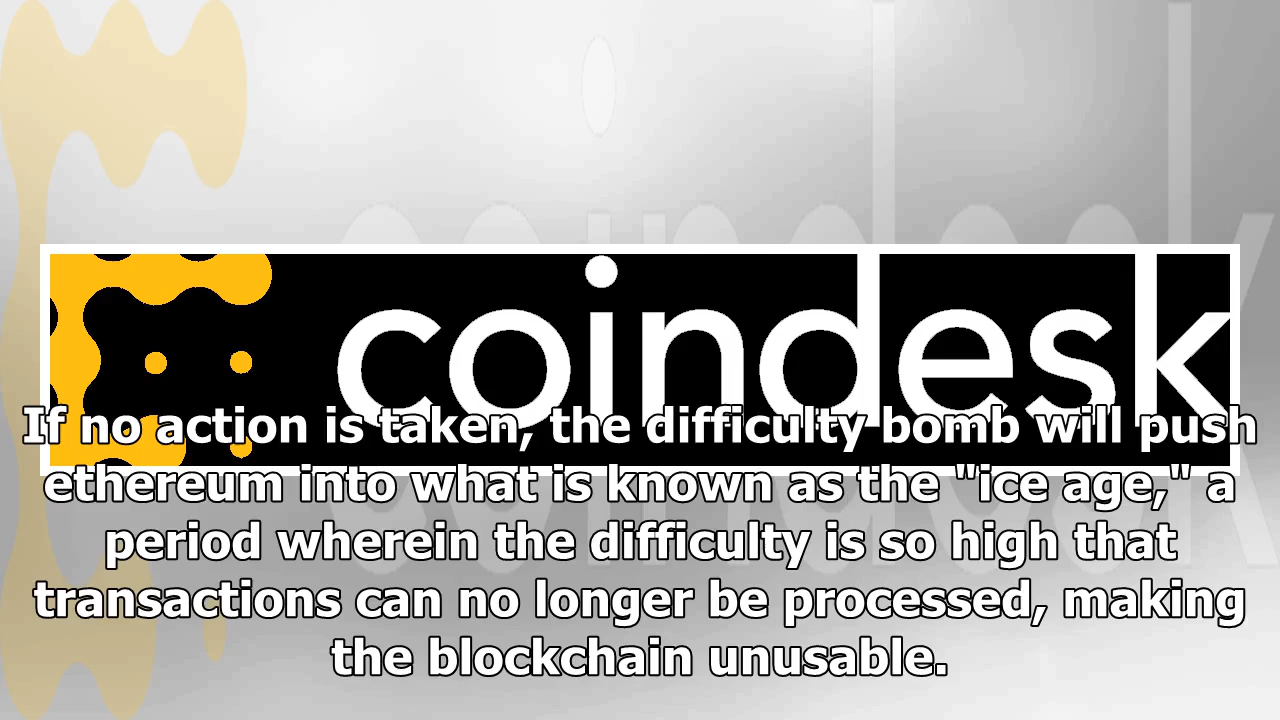 coindesk
If no action is taken, the difficulty bomb will push
ethereum into what is known as the "ice age," a
period wherein the difficulty is so high that
transactions can no longer be processed, making
the blockchain unusable.